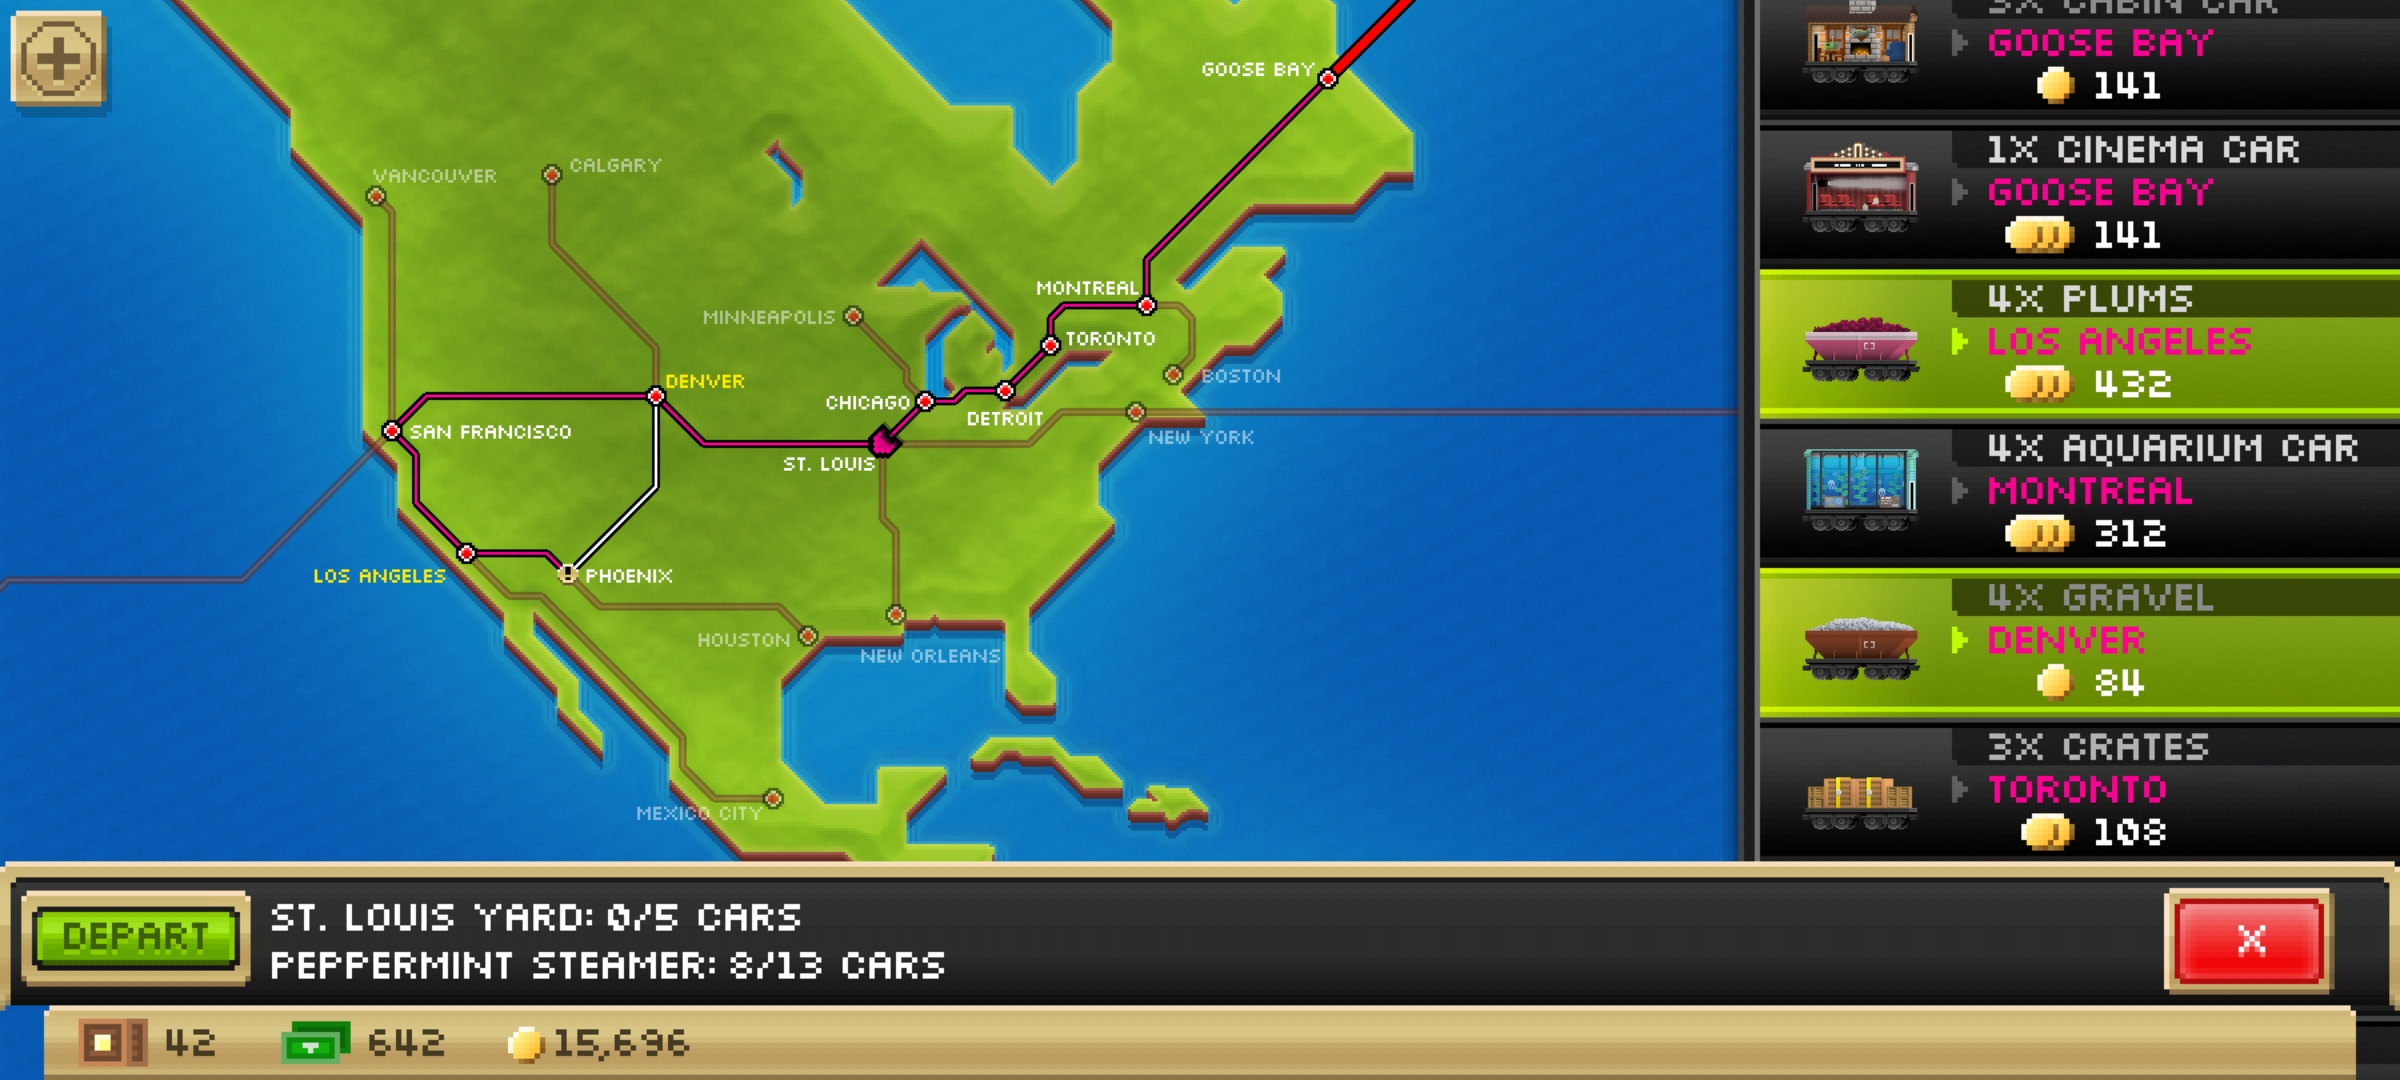 GOOSE BAY
CALGARY
VANCOUVER
MONTREAL
MINNEAPOLIS
TORONTO
BOSTON
DENVER
CHICAGO
DETROIT
SAN FRANCISCO
NEW YORK
ST. LOUIS
LOS ANGELES
PHOENIX
HOUSTON
NEW ORLEANS
MEXICO CITY
3X CABIN CAR
GOOSE BAY
141
1X CINEMA CAR
GOOSE BAY
141
4X PLUMS
LOS ANGELES
432
4X AQUARIUM CAR
MONTREAL
312
4X GRAVEL
DENVER
84
3X CRATES
TORONTO
108
DEPART
ST. LOUIS YARD: 0/5 CARS
PEPPERMINT STEAMER: 8/13 CARS
X
42
642
15,696